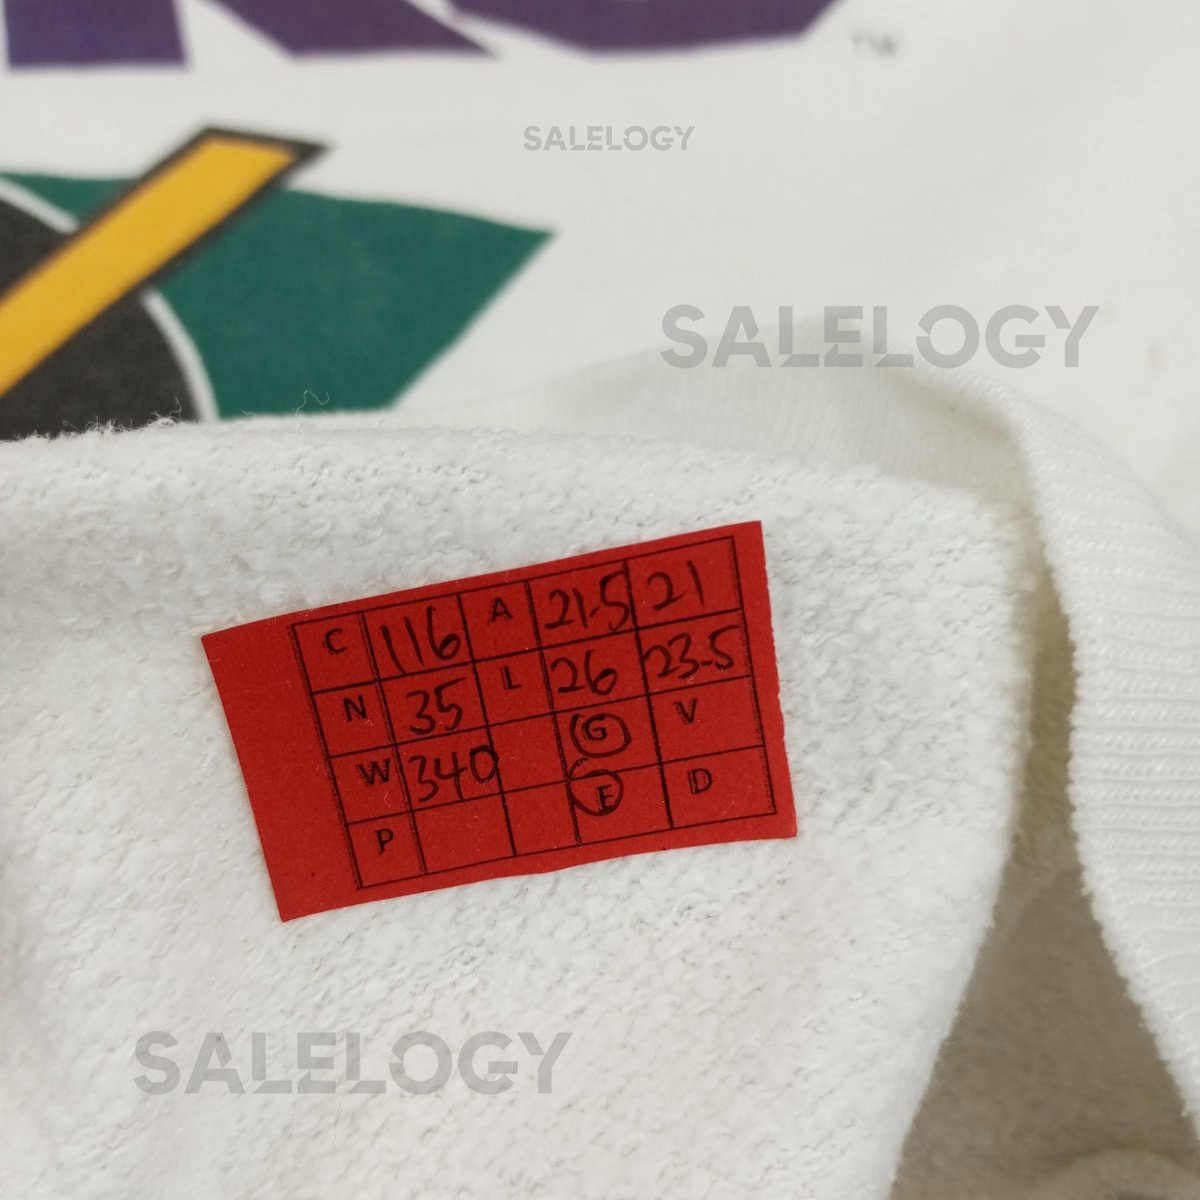 TM
SALELOGY
SALELOGY
C 116 A 21.5 21
N 35 L 26 23.5
W 340 G V
P F D
SALELOGY